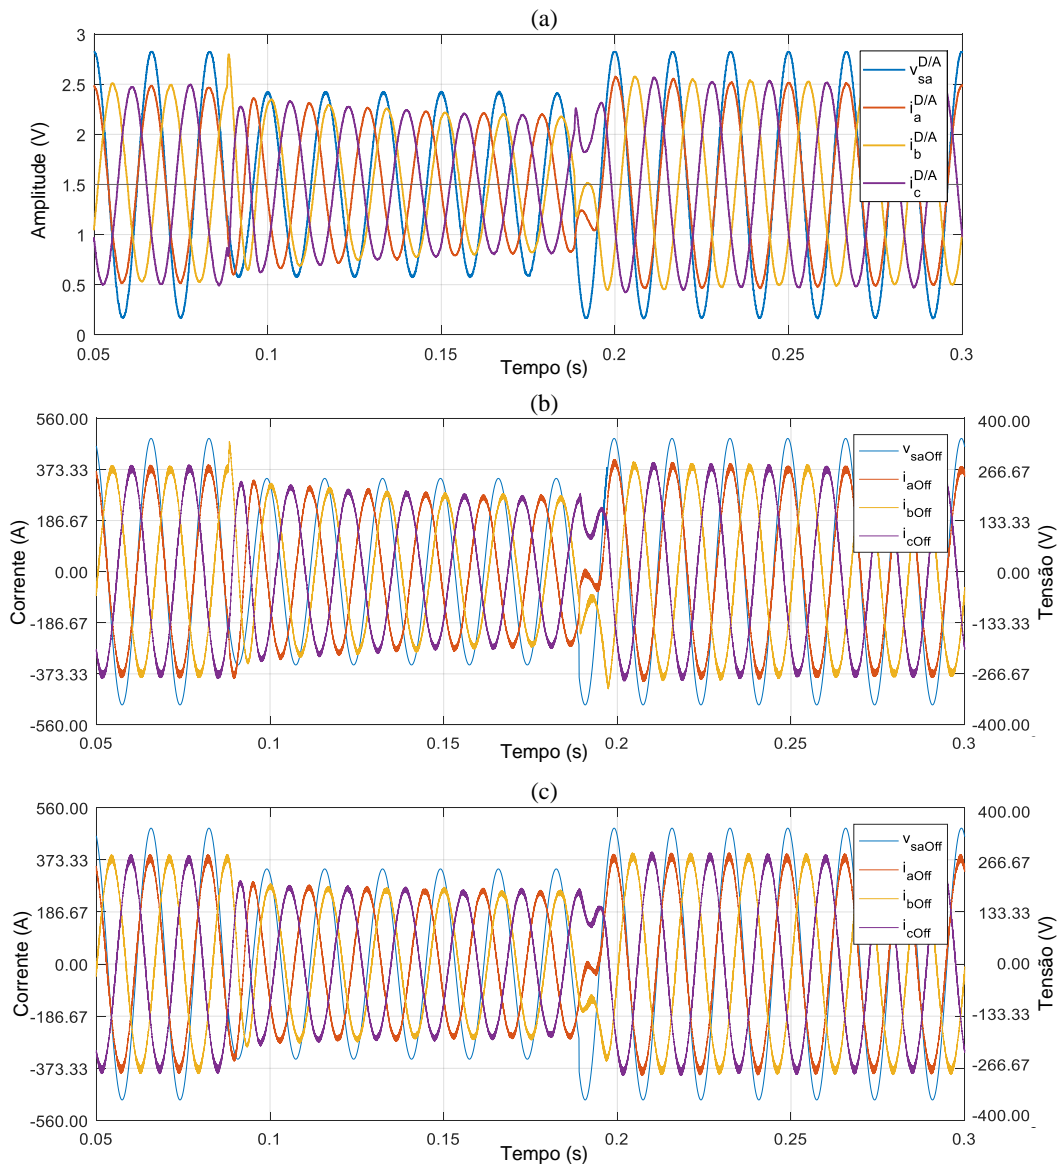 (a)
3
2.5
2
1.5
1
0.5
0
Amplitude (V)
v_sa^D/A
i_a^D/A
i_b^D/A
i_c^D/A
0.05 0.1 0.15 0.2 0.25 0.3
Tempo (s)
(b)
560.00
373.33
186.67
0.00
-186.67
-373.33
-560.00
Corrente (A)
v_saOff
i_aOff
i_bOff
i_cOff
400.00
266.67
133.33
0.00
-133.33
-266.67
-400.00
Tensão (V)
0.05 0.1 0.15 0.2 0.25 0.3
Tempo (s)
(c)
560.00
373.33
186.67
0.00
-186.67
-373.33
-560.00
Corrente (A)
v_saOff
i_aOff
i_bOff
i_cOff
400.00
266.67
133.33
0.00
-133.33
-266.67
-400.00
Tensão (V)
0.05 0.1 0.15 0.2 0.25 0.3
Tempo (s)